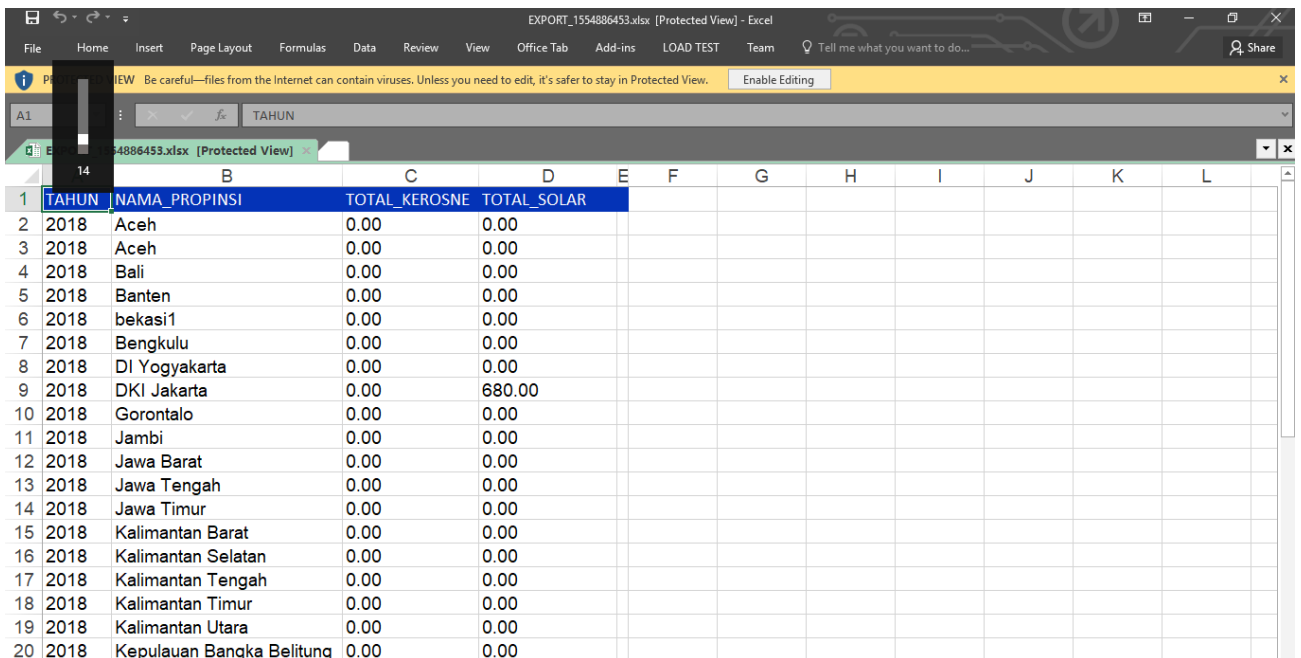 EXPORT_1554886453.xlsx [Protected View] - Excel
File Home Insert Page Layout Formulas Data Review View Office Tab Add-ins LOAD TEST Team Tell me what you want to do... Share
VIEW Be careful—files from the Internet can contain viruses. Unless you need to edit, it's safer to stay in Protected View. Enable Editing
A1 fx TAHUN
54886453.xlsx [Protected View]
14
B C D E F G H I J K L
1 TAHUN NAMA_PROPINSI TOTAL_KEROSNE TOTAL_SOLAR
2 2018 Aceh 0.00 0.00
3 2018 Aceh 0.00 0.00
4 2018 Bali 0.00 0.00
5 2018 Banten 0.00 0.00
6 2018 bekasi1 0.00 0.00
7 2018 Bengkulu 0.00 0.00
8 2018 DI Yogyakarta 0.00 0.00
9 2018 DKI Jakarta 0.00 680.00
10 2018 Gorontalo 0.00 0.00
11 2018 Jambi 0.00 0.00
12 2018 Jawa Barat 0.00 0.00
13 2018 Jawa Tengah 0.00 0.00
14 2018 Jawa Timur 0.00 0.00
15 2018 Kalimantan Barat 0.00 0.00
16 2018 Kalimantan Selatan 0.00 0.00
17 2018 Kalimantan Tengah 0.00 0.00
18 2018 Kalimantan Timur 0.00 0.00
19 2018 Kalimantan Utara 0.00 0.00
20 2018 Kepulauan Bangka Belitung 0.00 0.00